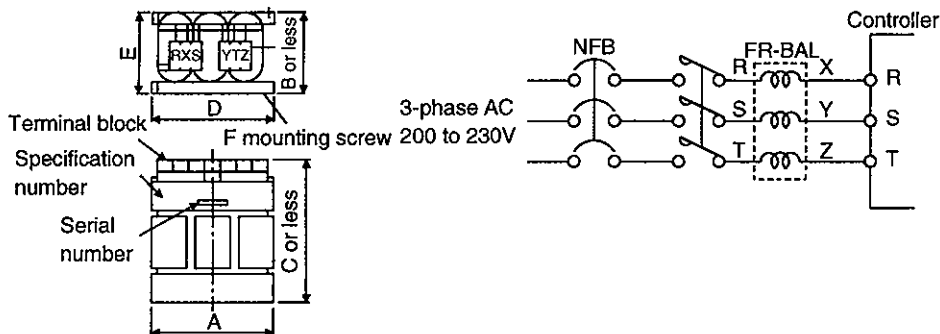 E
RXS
YTZ
B or less
D
F mounting screw
Terminal block
Specification
number
Serial
number
C or less
A
3-phase AC
200 to 230V
NFB
FR-BAL
Controller
R
X
R
S
Y
S
T
Z
T